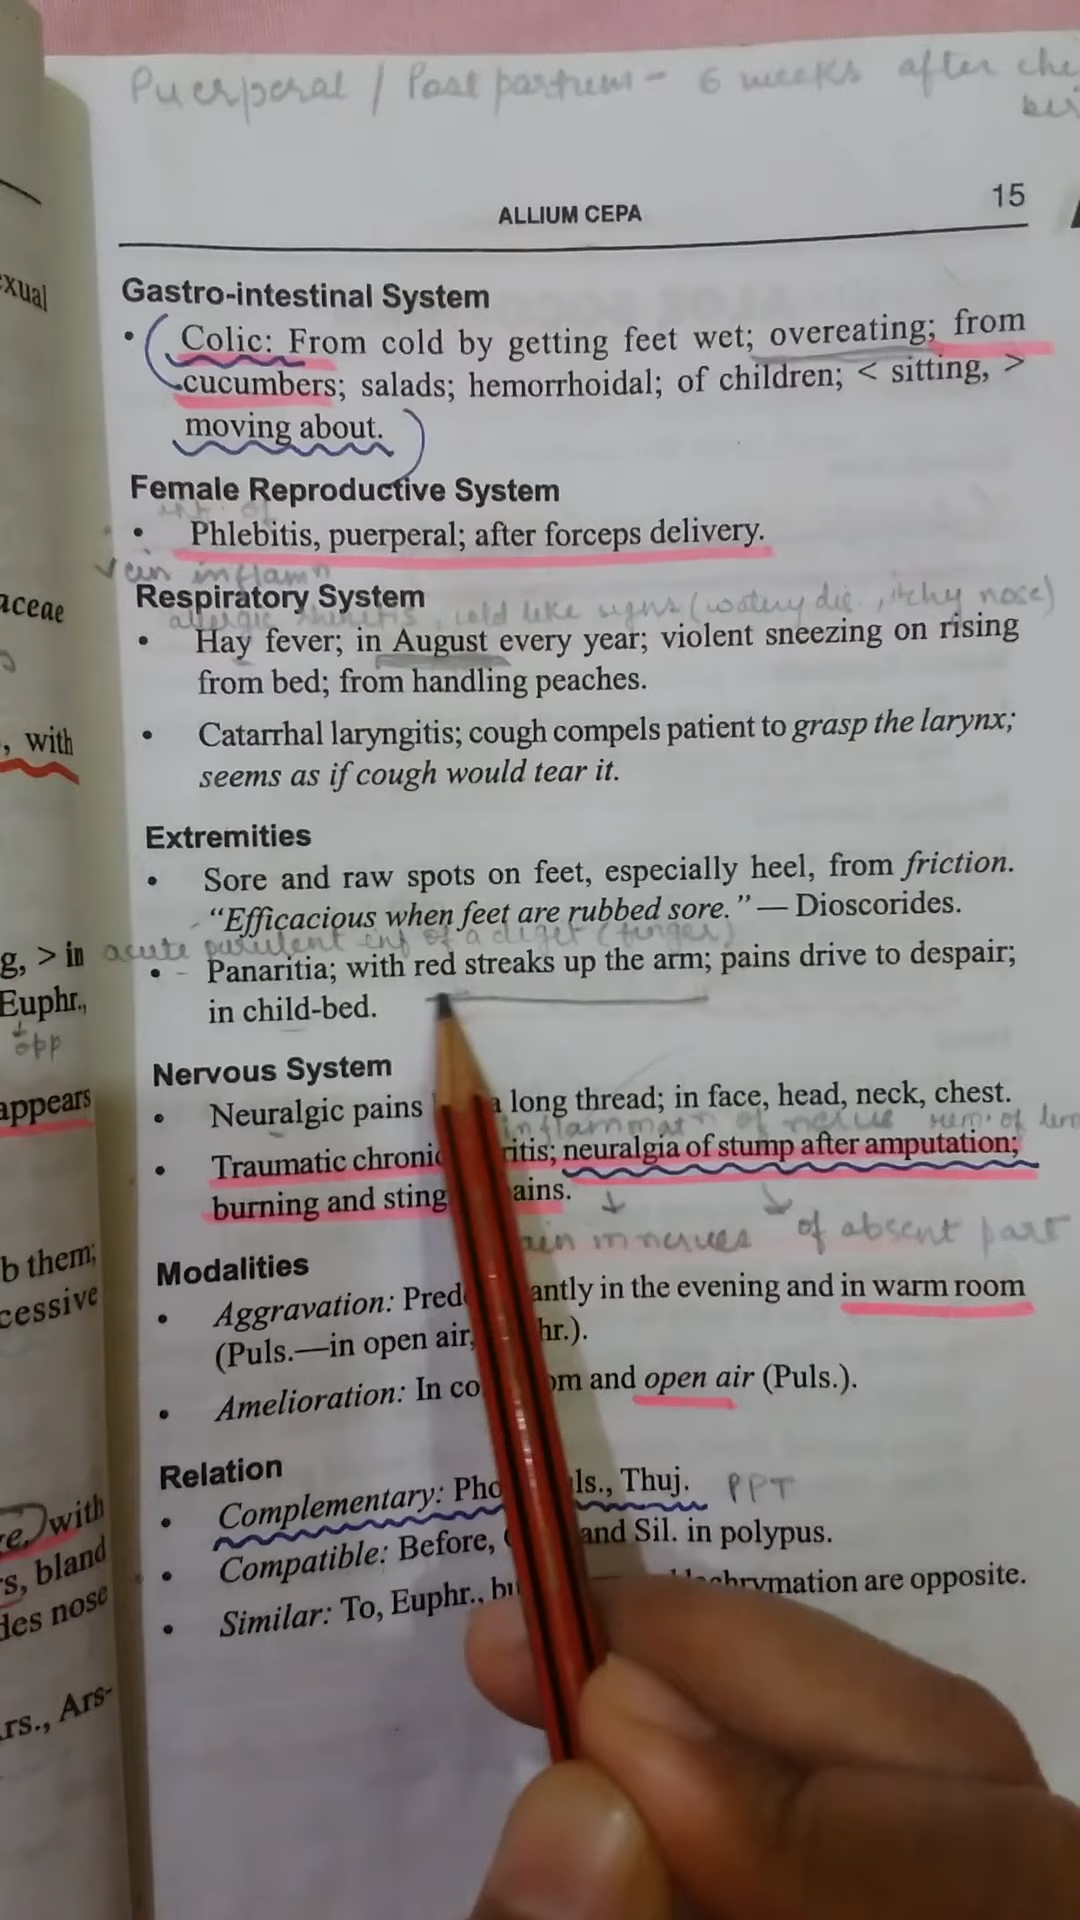 Puerperal / Post partum - 6 weeks after
15
ALLIUM CEPA
xual
Gastro-intestinal System
• Colic: From cold by getting feet wet; overeating; from
cucumbers; salads; hemorrhoidal; of children; < sitting, >
moving about.
Female Reproductive System
• Phlebitis, puerperal; after forceps delivery.
vein inflamn
aceae
Respiratory System
allergic rhinitis, cold like signs (watery dis., itchy nose)
• Hay fever; in August every year; violent sneezing on rising
from bed; from handling peaches.
, with
• Catarrhal laryngitis; cough compels patient to grasp the larynx;
seems as if cough would tear it.
Extremities
• Sore and raw spots on feet, especially heel, from friction.
"Efficacious when feet are rubbed sore." — Dioscorides.
g, > in
acute purulent inf of a digit (finger)
• Panaritia; with red streaks up the arm; pains drive to despair;
in child-bed.
Euphr.,
opp
Nervous System
appears
• Neuralgic pains a long thread; in face, head, neck, chest.
inflammatn of nerve rem. of
• Traumatic chronic ritis; neuralgia of stump after amputation;
burning and sting ains.
in nerves of absent part
b them;
cessive
Modalities
• Aggravation: Pred antly in the evening and in warm room
(Puls.—in open air, hr.).
• Amelioration: In co om and open air (Puls.).
Relation
• Complementary: Pho ls., Thuj. PPT
• Compatible: Before, and Sil. in polypus.
• Similar: To, Euphr., bu chrymation are opposite.
e, with
s, bland
des nose
rs., Ars-